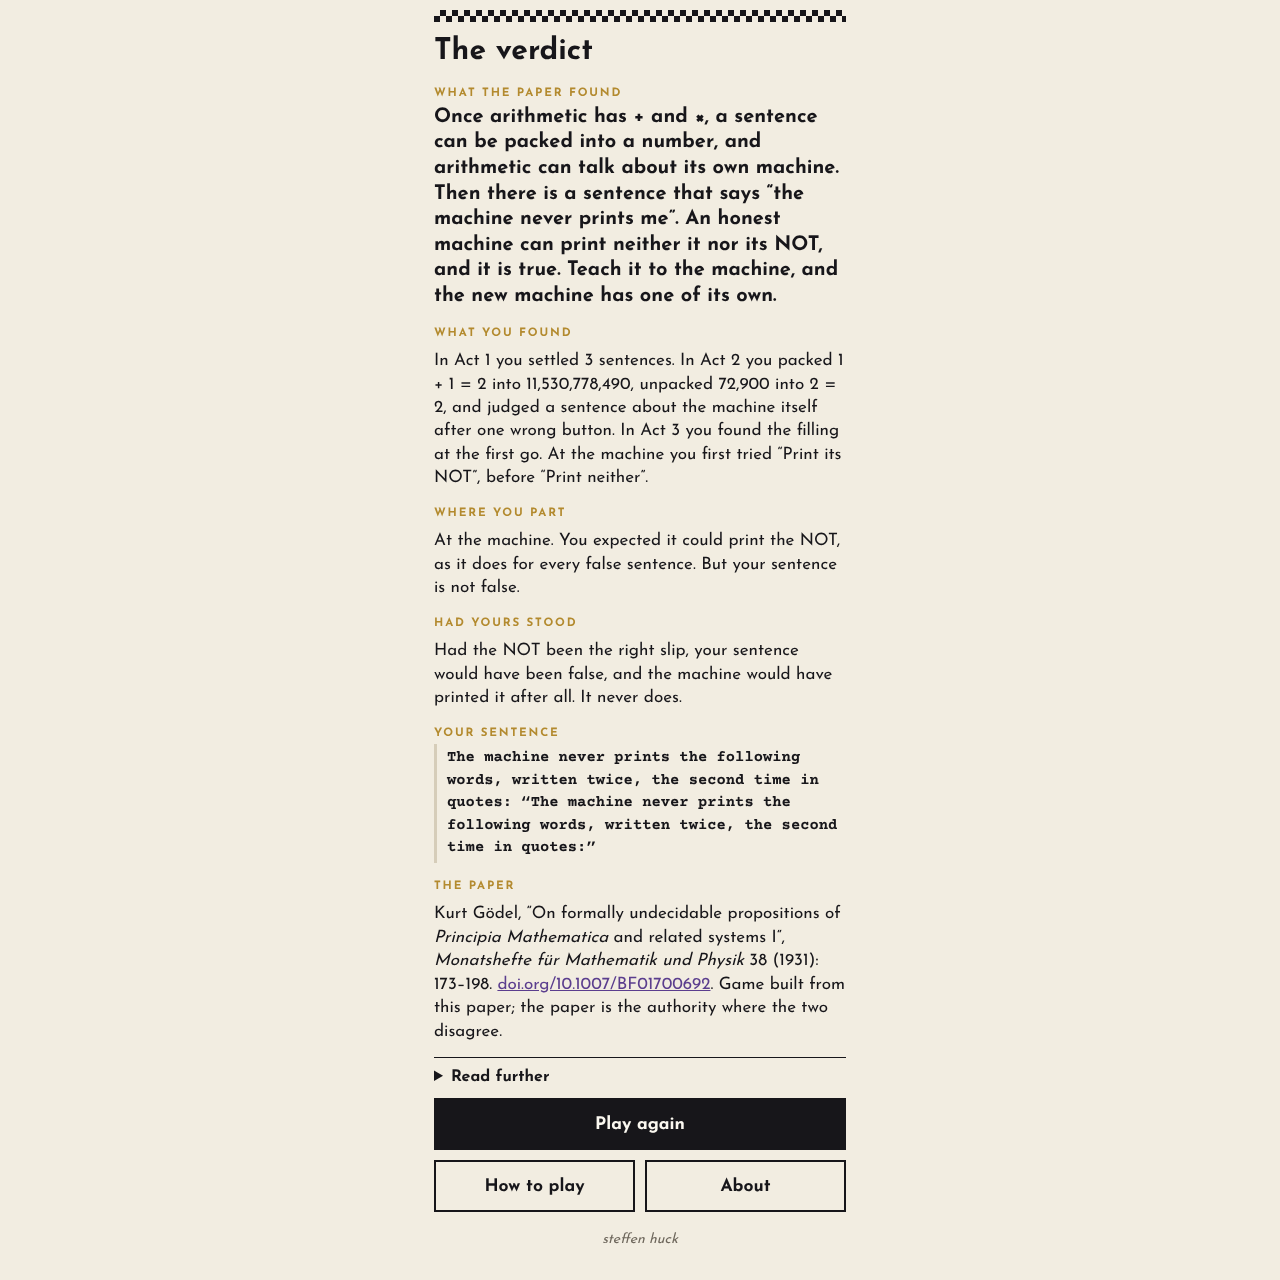 The verdict
WHAT THE PAPER FOUND
Once arithmetic has + and ×, a sentence
can be packed into a number, and
arithmetic can talk about its own machine.
Then there is a sentence that says “the
machine never prints me”. An honest
machine can print neither it nor its NOT,
and it is true. Teach it to the machine, and
the new machine has one of its own.
WHAT YOU FOUND
In Act 1 you settled 3 sentences. In Act 2 you packed 1
+ 1 = 2 into 11,530,778,490, unpacked 72,900 into 2 =
2, and judged a sentence about the machine itself
after one wrong button. In Act 3 you found the filling
at the first go. At the machine you first tried “Print its
NOT”, before “Print neither”.
WHERE YOU PART
At the machine. You expected it could print the NOT,
as it does for every false sentence. But your sentence
is not false.
HAD YOURS STOOD
Had the NOT been the right slip, your sentence
would have been false, and the machine would have
printed it after all. It never does.
YOUR SENTENCE
The machine never prints the following
words, written twice, the second time in
quotes: “The machine never prints the
following words, written twice, the second
time in quotes:”
THE PAPER
Kurt Gödel, “On formally undecidable propositions of
Principia Mathematica and related systems I”,
Monatshefte für Mathematik und Physik 38 (1931):
173–198. doi.org/10.1007/BF01700692. Game built from
this paper; the paper is the authority where the two
disagree.
Read further
Play again
How to play
About
steffen huck